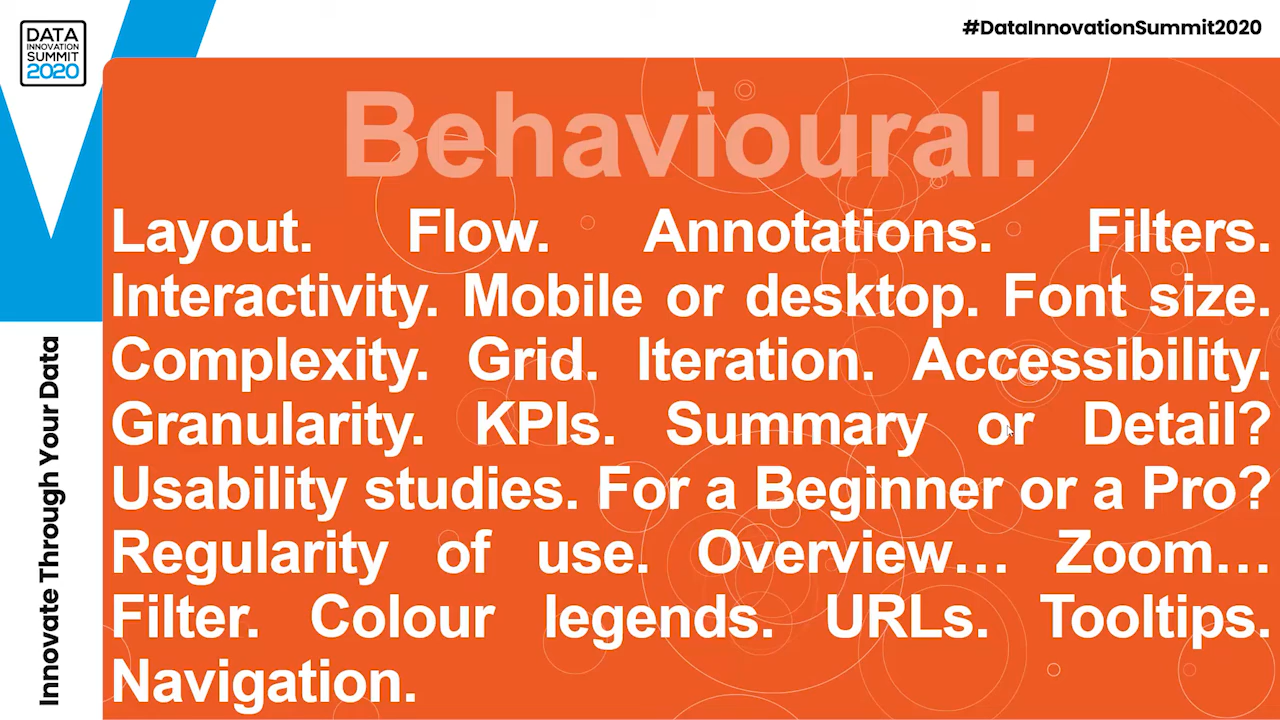 DATA
INNOVATION
SUMMIT
2020
#DataInnovationSummit2020
Behavioural:
Layout. Flow. Annotations. Filters.
Interactivity. Mobile or desktop. Font size.
Complexity. Grid. Iteration. Accessibility.
Granularity. KPIs. Summary or Detail?
Usability studies. For a Beginner or a Pro?
Regularity of use. Overview… Zoom…
Filter. Colour legends. URLs. Tooltips.
Navigation.
Innovate Through Your Data